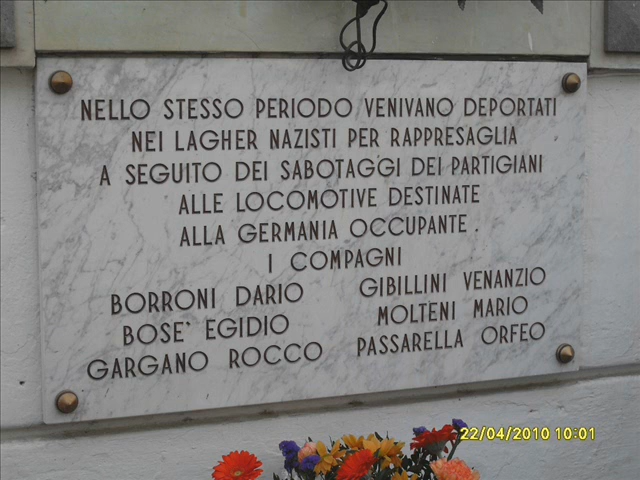 NELLO STESSO PERIODO VENIVANO DEPORTATI
NEI LAGHER NAZISTI PER RAPPRESAGLIA
A SEGUITO DEI SABOTAGGI DEI PARTIGIANI
ALLE LOCOMOTIVE DESTINATE
ALLA GERMANIA OCCUPANTE.
I COMPAGNI
BORRONI DARIO GIBILLINI VENANZIO
BOSE' EGIDIO MOLTENI MARIO
GARGANO ROCCO PASSARELLA ORFEO
22/04/2010 10:01